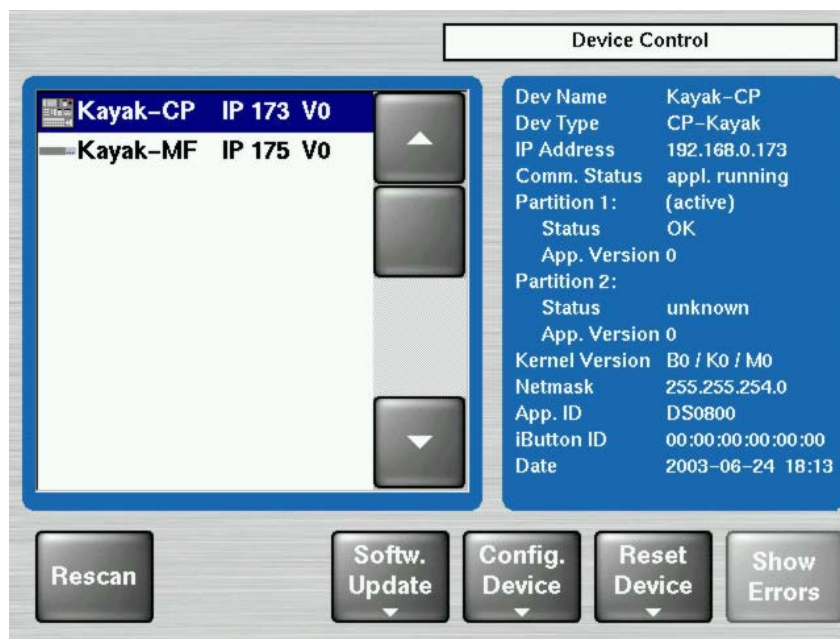 Device Control
Kayak-CP IP 173 V0
Kayak-MF IP 175 V0
Dev Name Kayak-CP
Dev Type CP-Kayak
IP Address 192.168.0.173
Comm. Status appl. running
Partition 1: (active)
Status OK
App. Version 0
Partition 2:
Status unknown
App. Version 0
Kernel Version B0 / K0 / M0
Netmask 255.255.254.0
App. ID DS0800
iButton ID 00:00:00:00:00:00
Date 2003-06-24 18:13
Rescan
Softw.
Update
Config.
Device
Reset
Device
Show
Errors